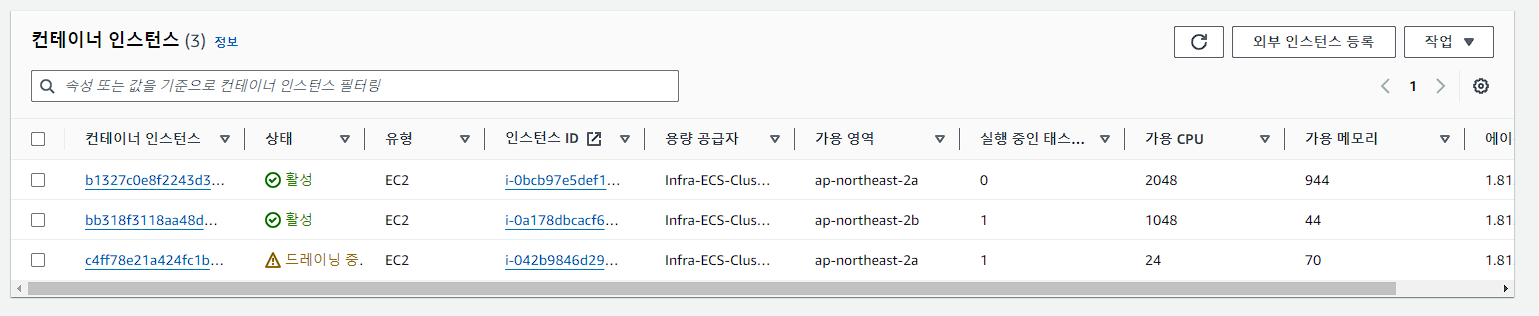 컨테이너 인스턴스 (3) 정보
외부 인스턴스 등록
작업
속성 또는 값을 기준으로 컨테이너 인스턴스 필터링
1
컨테이너 인스턴스 상태 유형 인스턴스 ID 용량 공급자 가용 영역 실행 중인 태스... 가용 CPU 가용 메모리 에이
b1327c0e8f2243d3... 활성 EC2 i-0bcb97e5def1... Infra-ECS-Clus... ap-northeast-2a 0 2048 944 1.81
bb318f3118aa48d... 활성 EC2 i-0a178dbcacf6... Infra-ECS-Clus... ap-northeast-2b 1 1048 44 1.81
c4ff78e21a424fc1b... 드레이닝 중. EC2 i-042b9846d29... Infra-ECS-Clus... ap-northeast-2a 1 24 70 1.81